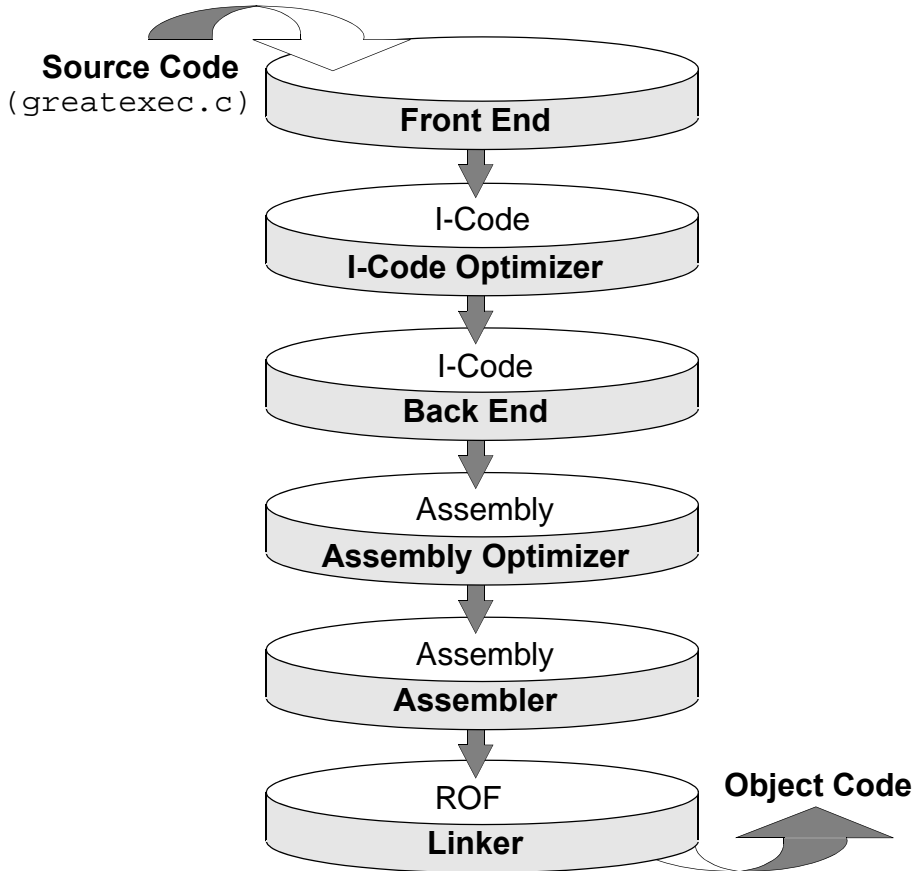 Source Code
(greatexec.c)
Front End
I-Code
I-Code Optimizer
I-Code
Back End
Assembly
Assembly Optimizer
Assembly
Assembler
ROF
Linker
Object Code